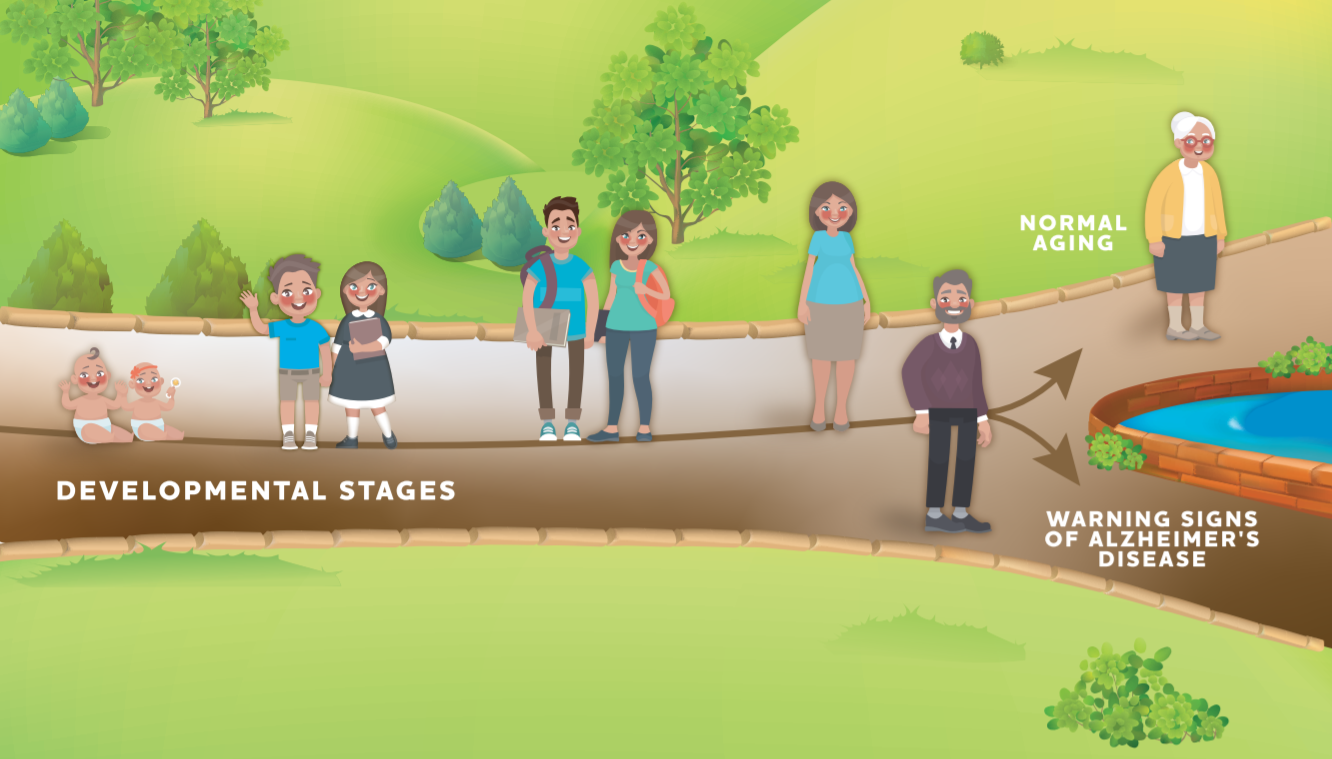 NORMAL
AGING
DEVELOPMENTAL STAGES
WARNING SIGNS
OF ALZHEIMER'S
DISEASE